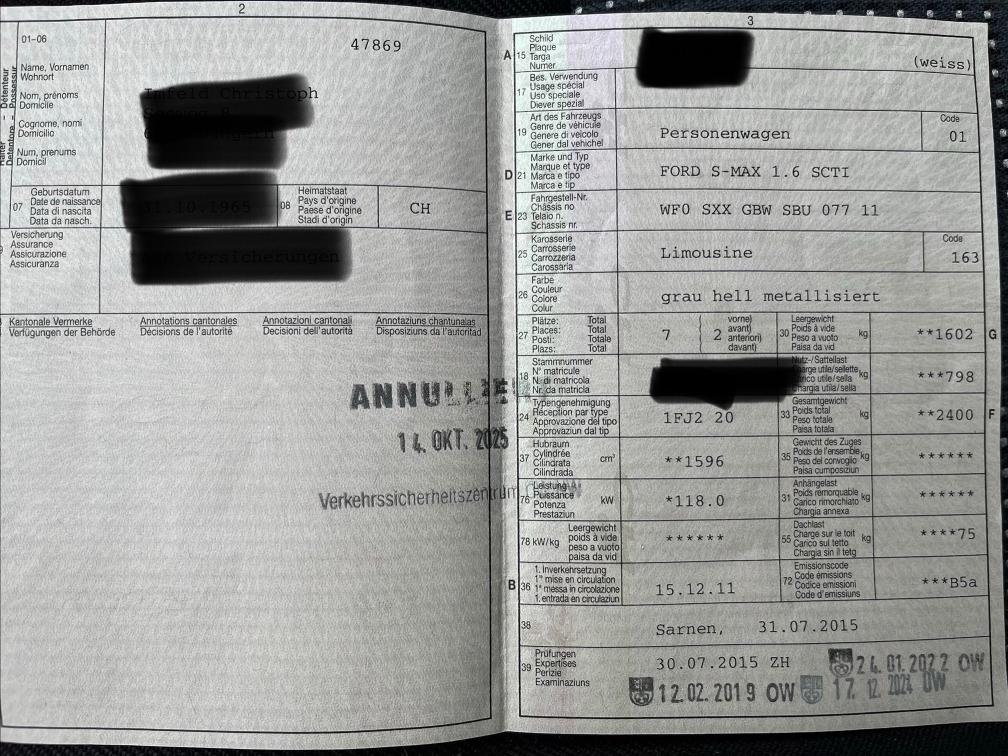 2
01-06
47869
Name, Vornamen
Wohnort
Nom, prénoms
Domicile
Cognome, nomi
Domicilio
Num, prenums
Domicil
07
Geburtsdatum
Date de naissance
Data di nascita
Data da nasch.
08
Heimatstaat
Pays d'origine
Paese d'origine
Stadi d'origin
CH
Versicherung
Assurance
Assicurazione
Assicuranza
Kantonale Vermerke
Verfügungen der Behörde
Annotations cantonales
Décisions de l'autorité
Annotazioni cantonali
Decisioni dell'autorità
Annotaziuns chantunalas
Disposiziuns da l'autoritad
14. OKT. 2025
3
A 15
Schild
Plaque
Targa
Numer
(weiss)
17
Bes. Verwendung
Usage spécial
Uso speciale
Diever spezial
19
Art des Fahrzeugs
Genre de véhicule
Genere di veicolo
Gener dal vehichel
Personenwagen
Code
01
D 21
Marke und Typ
Marque et type
Marca e tipo
Marca e tip
FORD S-MAX 1.6 SCTI
E 23
Fahrgestell-Nr.
Châssis no
Telaio n.
Schassis nr.
WF0 SXX GBW SBU 077 11
25
Karosserie
Carrosserie
Carrozzeria
Carossaria
Limousine
Code
163
26
Farbe
Couleur
Colore
Colur
grau hell metallisiert
27
Plätze: Total
Places: Total
Posti: Totale
Plazs: Total
7
2
vorne)
avant)
anteriori)
davant)
30
Leergewicht
Poids à vide
Peso a vuoto
Paisa da vid
kg
**1602
G
18
Stammnummer
N° matricule
N. di matricola
Nr. da matricla
Nutz-/Sattellast
kg
***798
24
Typengenehmigung
Réception par type
Approvazione del tipo
Approvaziun dal tip
1FJ2 20
33
Gesamtgewicht
Poids total
Peso totale
Paisa totala
kg
**2400
F
37
Hubraum
Cylindrée
Cilindrata
Cilindrada
cm³
**1596
35
Gewicht des Zuges
Poids de l'ensemble
Peso del convoglio
Paisa cumposiziun
kg
******
76
Leistung
Puissance
Potenza
Prestaziun
kW
*118.0
31
Anhängelast
Poids remorquable
Carico rimorchiato
Chargia annexa
kg
******
78 kW/kg
Leergewicht
poids à vide
peso a vuoto
paisa da vid
******
55
Dachlast
Charge sur le toit
Carico sul tetto
Chargia sin il tetg
kg
****75
B 36
1. Inverkehrsetzung
1re mise en circulation
1a messa in circolazione
1. entrada en circulaziun
15.12.11
72
Emissionscode
Code émissions
Codice emissioni
Code d'emissiuns
***B5a
38
Sarnen, 31.07.2015
39
Prüfungen
Expertises
Perizie
Examinaziuns
30.07.2015 ZH
24. 01. 2022 OW
12.02. 2019 OW
17. 12. 2024 OW